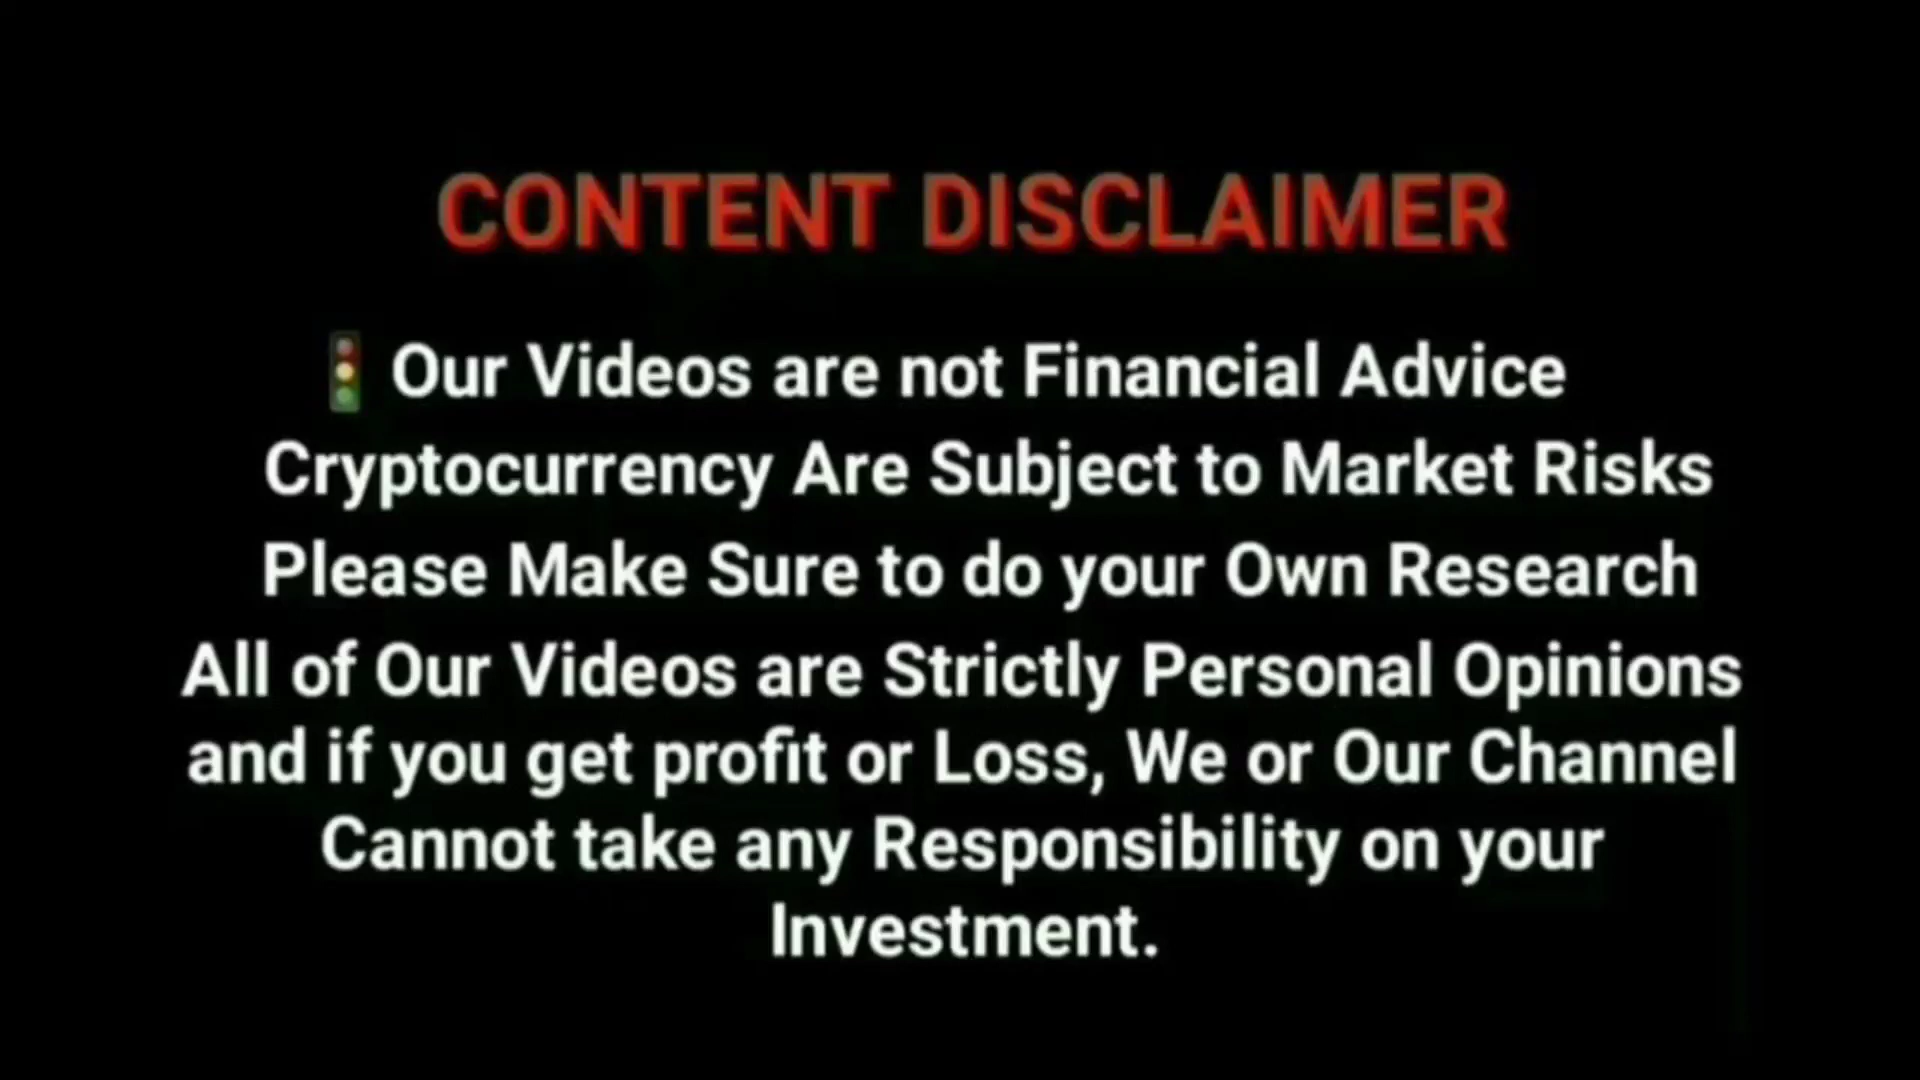 CONTENT DISCLAIMER
🚦 Our Videos are not Financial Advice
Cryptocurrency Are Subject to Market Risks
Please Make Sure to do your Own Research
All of Our Videos are Strictly Personal Opinions
and if you get profit or Loss, We or Our Channel
Cannot take any Responsibility on your
Investment.